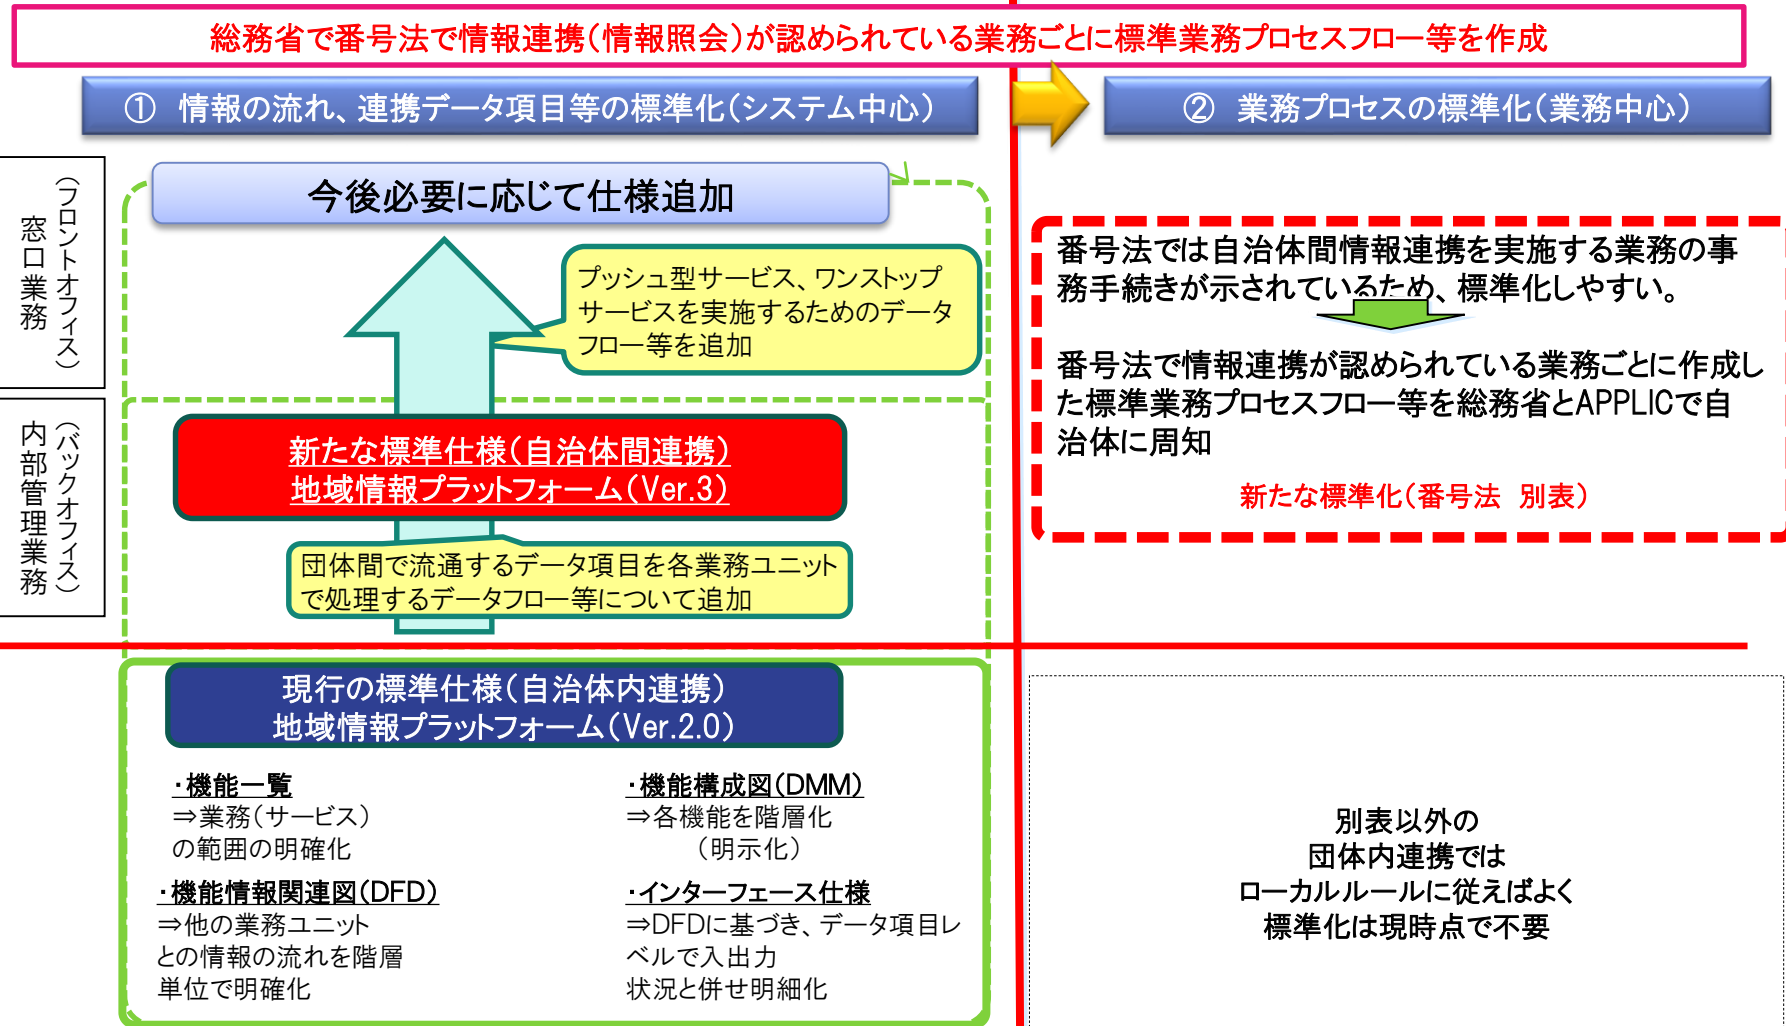 総務省で番号法で情報連携（情報照会）が認められている業務ごとに標準業務プロセスフロー等を作成
① 情報の流れ、連携データ項目等の標準化（システム中心）
② 業務プロセスの標準化（業務中心）
（フロントオフィス）
窓口業務
今後必要に応じて仕様追加
プッシュ型サービス、ワンストップ
サービスを実施するためのデータ
フロー等を追加
（バックオフィス）
内部管理業務
新たな標準仕様（自治体間連携）
地域情報プラットフォーム（Ver.3）
団体間で流通するデータ項目を各業務ユニット
で処理するデータフロー等について追加
現行の標準仕様（自治体内連携）
地域情報プラットフォーム（Ver.2.0）
・機能一覧
⇒業務（サービス）
の範囲の明確化
・機能構成図（DMM）
⇒各機能を階層化
（明示化）
・機能情報関連図（DFD）
⇒他の業務ユニット
との情報の流れを階層
単位で明確化
・インターフェース仕様
⇒DFDに基づき、データ項目レ
ベルで入出力
状況と併せ明細化
番号法では自治体間情報連携を実施する業務の事
務手続きが示されているため、標準化しやすい。
番号法で情報連携が認められている業務ごとに作成し
た標準業務プロセスフロー等を総務省とAPPLICで自
治体に周知
新たな標準化（番号法 別表）
別表以外の
団体内連携では
ローカルルールに従えばよく
標準化は現時点で不要